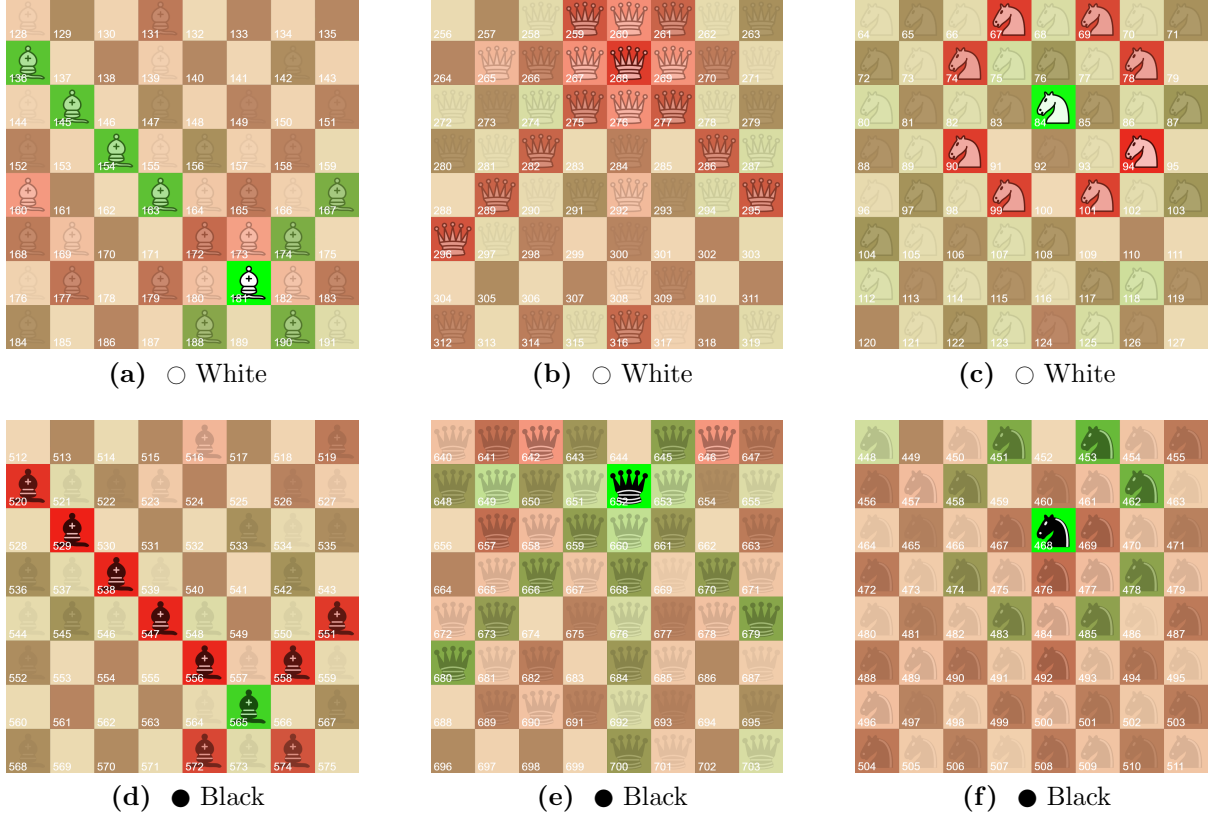 128 129 130 131 132 133 134 135
136 137 138 139 140 141 142 143
144 145 146 147 148 149 150 151
152 153 154 155 156 157 158 159
160 161 162 163 164 165 166 167
168 169 170 171 172 173 174 175
176 177 178 179 180 181 182 183
184 185 186 187 188 189 190 191
(a) ○ White
256 257 258 259 260 261 262 263
264 265 266 267 268 269 270 271
272 273 274 275 276 277 278 279
280 281 282 283 284 285 286 287
288 289 290 291 292 293 294 295
296 297 298 299 300 301 302 303
304 305 306 307 308 309 310 311
312 313 314 315 316 317 318 319
(b) ○ White
64 65 66 67 68 69 70 71
72 73 74 75 76 77 78 79
80 81 82 83 84 85 86 87
88 89 90 91 92 93 94 95
96 97 98 99 100 101 102 103
104 105 106 107 108 109 110 111
112 113 114 115 116 117 118 119
120 121 122 123 124 125 126 127
(c) ○ White
512 513 514 515 516 517 518 519
520 521 522 523 524 525 526 527
528 529 530 531 532 533 534 535
536 537 538 539 540 541 542 543
544 545 546 547 548 549 550 551
552 553 554 555 556 557 558 559
560 561 562 563 564 565 566 567
568 569 570 571 572 573 574 575
(d) ● Black
640 641 642 643 644 645 646 647
648 649 650 651 652 653 654 655
656 657 658 659 660 661 662 663
664 665 666 667 668 669 670 671
672 673 674 675 676 677 678 679
680 681 682 683 684 685 686 687
688 689 690 691 692 693 694 695
696 697 698 699 700 701 702 703
(e) ● Black
448 449 450 451 452 453 454 455
456 457 458 459 460 461 462 463
464 465 466 467 468 469 470 471
472 473 474 475 476 477 478 479
480 481 482 483 484 485 486 487
488 489 490 491 492 493 494 495
496 497 498 499 500 501 502 503
504 505 506 507 508 509 510 511
(f) ● Black